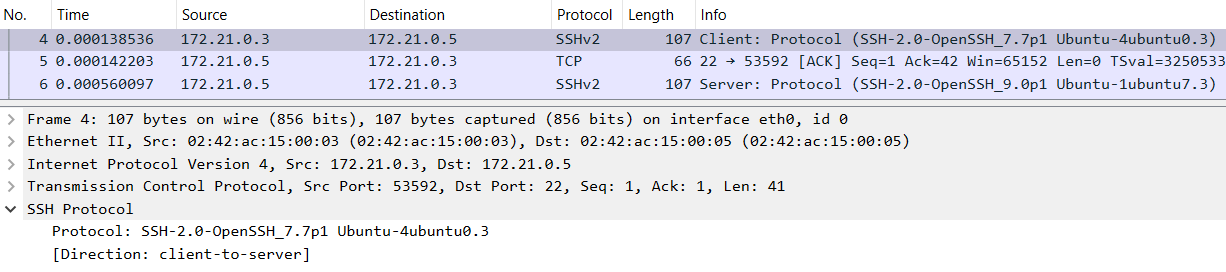 No. Time Source Destination Protocol Length Info
4 0.000138536 172.21.0.3 172.21.0.5 SSHv2 107 Client: Protocol (SSH-2.0-OpenSSH_7.7p1 Ubuntu-4ubuntu0.3)
5 0.000142203 172.21.0.5 172.21.0.3 TCP 66 22 → 53592 [ACK] Seq=1 Ack=42 Win=65152 Len=0 TSval=3250533
6 0.000560097 172.21.0.5 172.21.0.3 SSHv2 107 Server: Protocol (SSH-2.0-OpenSSH_9.0p1 Ubuntu-1ubuntu7.3)
Frame 4: 107 bytes on wire (856 bits), 107 bytes captured (856 bits) on interface eth0, id 0
Ethernet II, Src: 02:42:ac:15:00:03 (02:42:ac:15:00:03), Dst: 02:42:ac:15:00:05 (02:42:ac:15:00:05)
Internet Protocol Version 4, Src: 172.21.0.3, Dst: 172.21.0.5
Transmission Control Protocol, Src Port: 53592, Dst Port: 22, Seq: 1, Ack: 1, Len: 41
SSH Protocol
Protocol: SSH-2.0-OpenSSH_7.7p1 Ubuntu-4ubuntu0.3
[Direction: client-to-server]